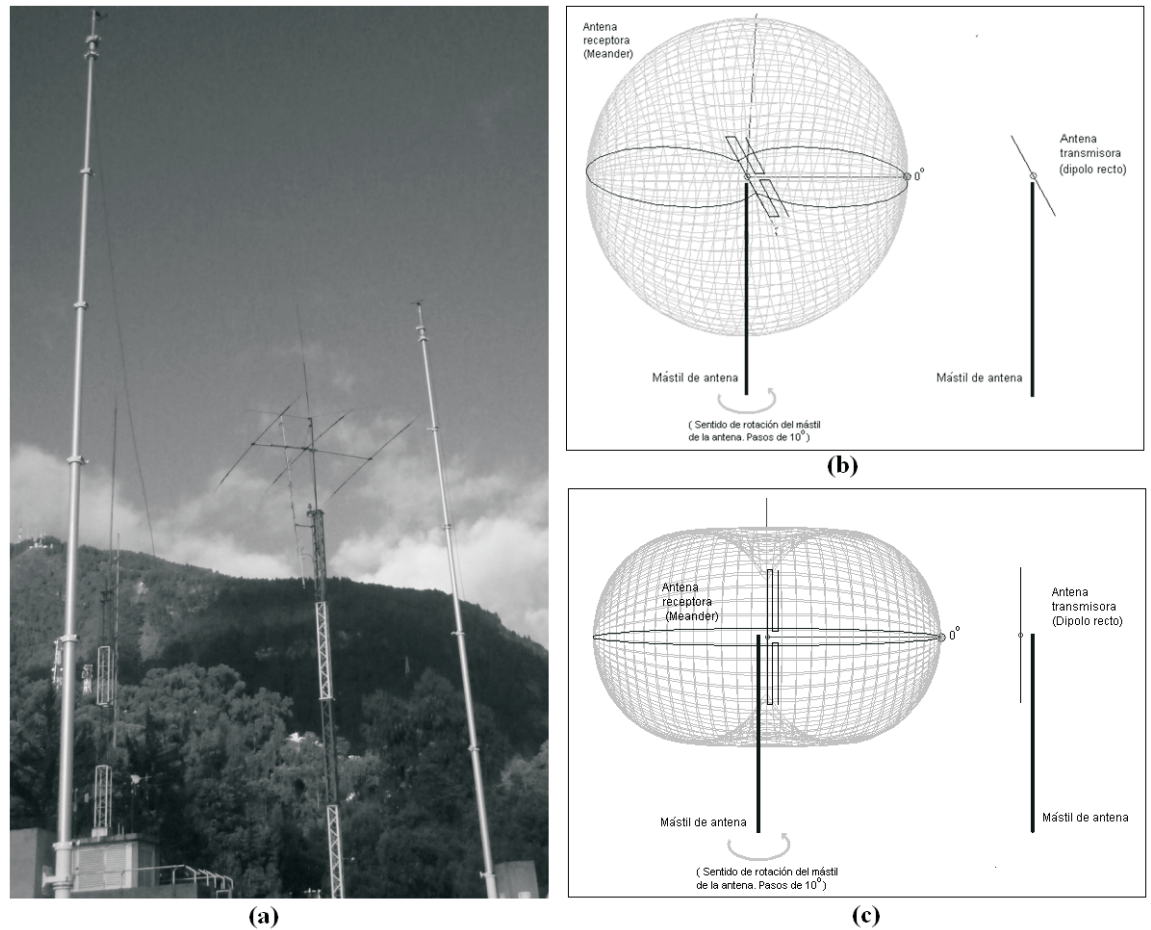 Antena
receptora
(Meander)
0°
Antena
transmisora
(dipolo recto)
Mástil de antena
Mástil de antena
( Sentido de rotación del mástil
de la antena. Pasos de 10° )
(b)
Antena
receptora
(Meander)
0°
Antena
transmisora
(Dipolo recto)
Mástil de antena
Mástil de antena
( Sentido de rotación del mástil
de la antena. Pasos de 10° )
(a)
(c)